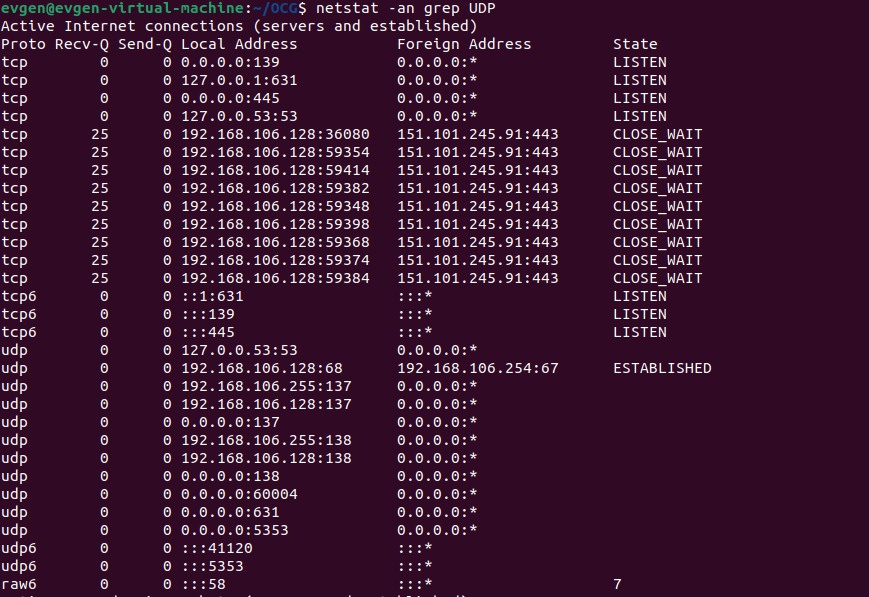 evgen@evgen-virtual-machine:~/OCG$ netstat -an grep UDP
Active Internet connections (servers and established)
Proto Recv-Q Send-Q Local Address           Foreign Address         State
tcp        0      0 0.0.0.0:139             0.0.0.0:*               LISTEN
tcp        0      0 127.0.0.1:631           0.0.0.0:*               LISTEN
tcp        0      0 0.0.0.0:445             0.0.0.0:*               LISTEN
tcp        0      0 127.0.0.53:53           0.0.0.0:*               LISTEN
tcp       25      0 192.168.106.128:36080   151.101.245.91:443      CLOSE_WAIT
tcp       25      0 192.168.106.128:59354   151.101.245.91:443      CLOSE_WAIT
tcp       25      0 192.168.106.128:59414   151.101.245.91:443      CLOSE_WAIT
tcp       25      0 192.168.106.128:59382   151.101.245.91:443      CLOSE_WAIT
tcp       25      0 192.168.106.128:59348   151.101.245.91:443      CLOSE_WAIT
tcp       25      0 192.168.106.128:59398   151.101.245.91:443      CLOSE_WAIT
tcp       25      0 192.168.106.128:59368   151.101.245.91:443      CLOSE_WAIT
tcp       25      0 192.168.106.128:59374   151.101.245.91:443      CLOSE_WAIT
tcp       25      0 192.168.106.128:59384   151.101.245.91:443      CLOSE_WAIT
tcp6       0      0 ::1:631                 :::*                    LISTEN
tcp6       0      0 :::139                  :::*                    LISTEN
tcp6       0      0 :::445                  :::*                    LISTEN
udp        0      0 127.0.0.53:53           0.0.0.0:*
udp        0      0 192.168.106.128:68      192.168.106.254:67      ESTABLISHED
udp        0      0 192.168.106.255:137     0.0.0.0:*
udp        0      0 192.168.106.128:137     0.0.0.0:*
udp        0      0 0.0.0.0:137             0.0.0.0:*
udp        0      0 192.168.106.255:138     0.0.0.0:*
udp        0      0 192.168.106.128:138     0.0.0.0:*
udp        0      0 0.0.0.0:138             0.0.0.0:*
udp        0      0 0.0.0.0:60004           0.0.0.0:*
udp        0      0 0.0.0.0:631             0.0.0.0:*
udp        0      0 0.0.0.0:5353            0.0.0.0:*
udp6       0      0 :::41120                :::*
udp6       0      0 :::5353                 :::*
raw6       0      0 :::58                   :::*                    7